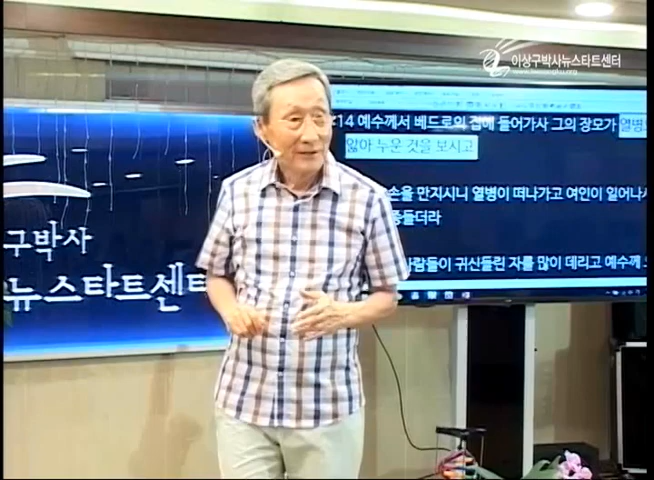 이상구박사뉴스타트센터
14 예수께서 베드로의 집에 들어가사 그의 장모가 열병
앓아 누운 것을 보시고
손을 만지시니 열병이 떠나가고 여인이 일어나서
중들더라
람들이 귀신들린 자를 많이 데리고 예수께
구박사
뉴스타트센터